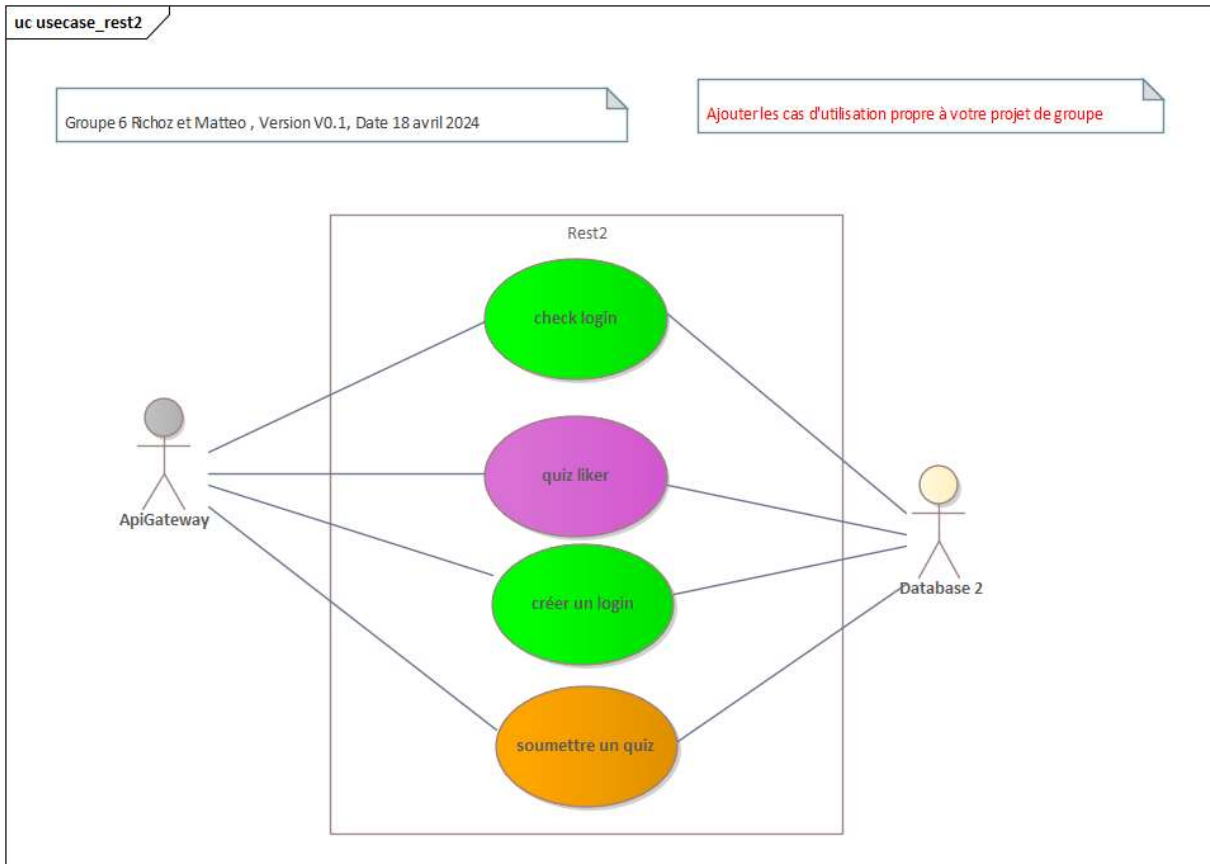 uc usecase_rest2
Groupe 6 Richoz et Matteo , Version V0.1, Date 18 avril 2024
Ajouter les cas d'utilisation propre à votre projet de groupe
Rest2
check login
quiz liker
ApiGateway
créer un login
Database 2
soumettre un quiz